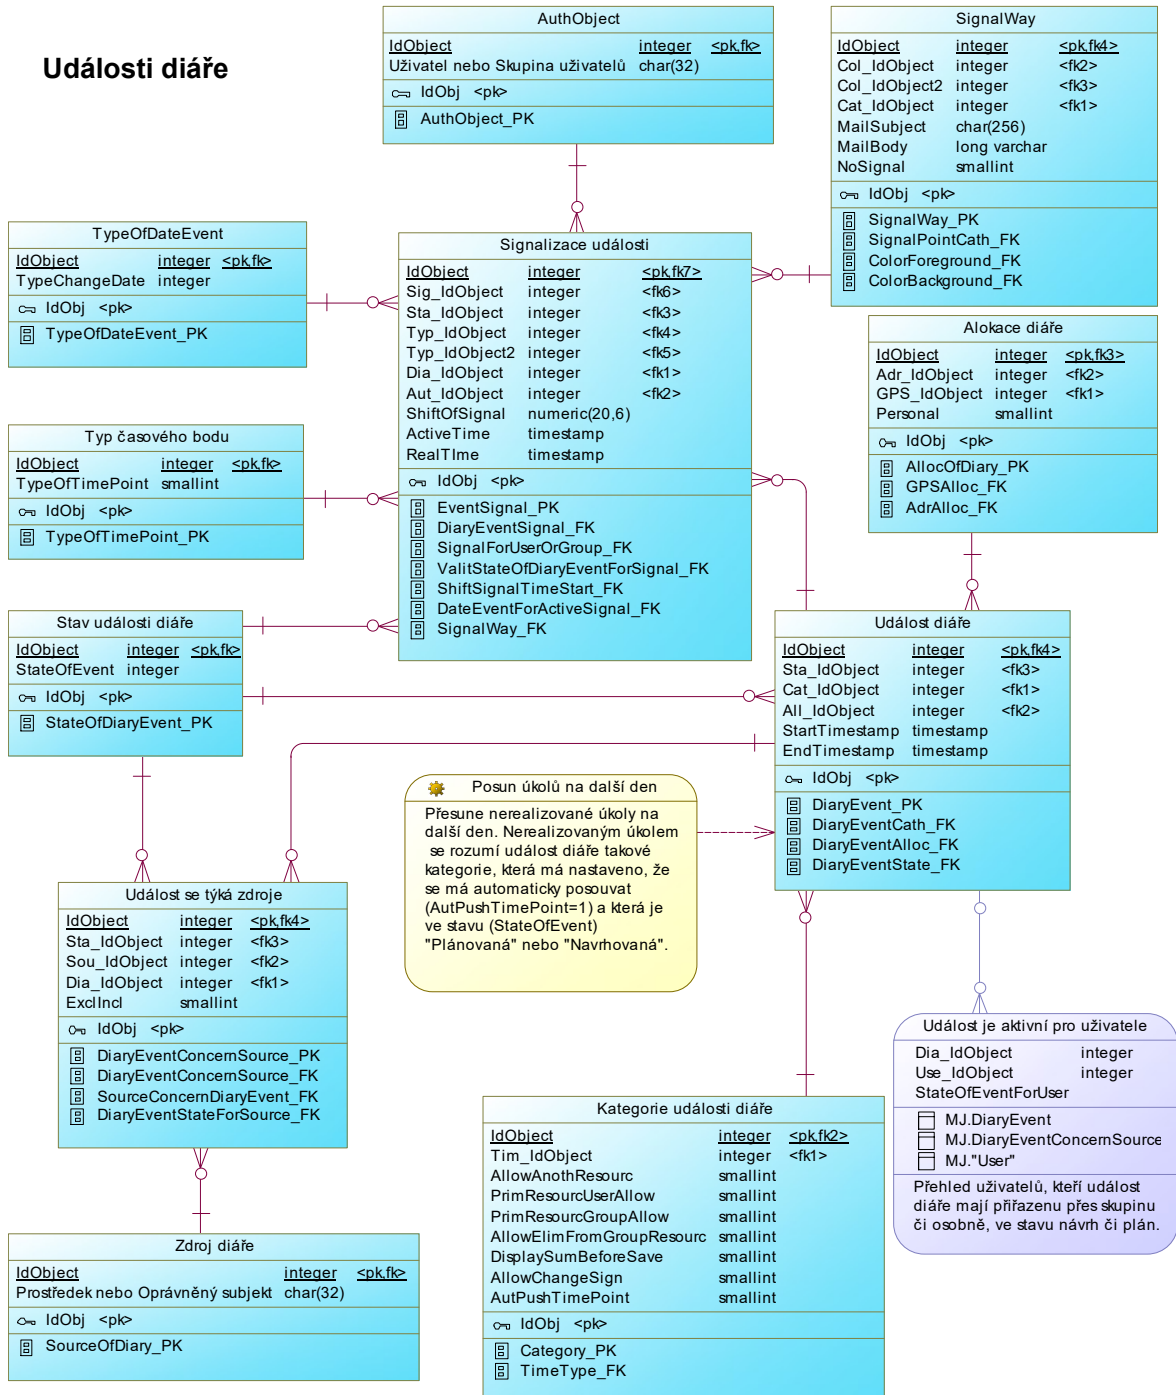 Události diáře
AuthObject
IdObject integer <pk,fk>
Uživatel nebo Skupina uživatelů char(32)
IdObj <pk>
AuthObject_PK
SignalWay
IdObject integer <pk,fk4>
Col_IdObject integer <fk2>
Col_IdObject2 integer <fk3>
Cat_IdObject integer <fk1>
MailSubject char(256)
MailBody long varchar
NoSignal smallint
IdObj <pk>
SignalWay_PK
SignalPointCath_FK
ColorForeground_FK
ColorBackground_FK
TypeOfDateEvent
IdObject integer <pk,fk>
TypeChangeDate integer
IdObj <pk>
TypeOfDateEvent_PK
Signalizace události
IdObject integer <pk,fk7>
Sig_IdObject integer <fk6>
Sta_IdObject integer <fk3>
Typ_IdObject integer <fk4>
Typ_IdObject2 integer <fk5>
Dia_IdObject integer <fk1>
Aut_IdObject integer <fk2>
ShiftOfSignal numeric(20,6)
ActiveTime timestamp
RealTIme timestamp
IdObj <pk>
EventSignal_PK
DiaryEventSignal_FK
SignalForUserOrGroup_FK
ValitStateOfDiaryEventForSignal_FK
ShiftSignalTimeStart_FK
DateEventForActiveSignal_FK
SignalWay_FK
Alokace diáře
IdObject integer <pk,fk3>
Adr_IdObject integer <fk2>
GPS_IdObject integer <fk1>
Personal smallint
IdObj <pk>
AllocOfDiary_PK
GPSAlloc_FK
AdrAlloc_FK
Typ časového bodu
IdObject integer <pk,fk>
TypeOfTimePoint smallint
IdObj <pk>
TypeOfTimePoint_PK
Stav události diáře
IdObject integer <pk,fk>
StateOfEvent integer
IdObj <pk>
StateOfDiaryEvent_PK
Událost diáře
IdObject integer <pk,fk4>
Sta_IdObject integer <fk3>
Cat_IdObject integer <fk1>
All_IdObject integer <fk2>
StartTimestamp timestamp
EndTimestamp timestamp
IdObj <pk>
DiaryEvent_PK
DiaryEventCath_FK
DiaryEventAlloc_FK
DiaryEventState_FK
Posun úkolů na další den
Přesune nerealizované úkoly na
další den. Nerealizovaným úkolem
se rozumí událost diáře takové
kategorie, která má nastaveno, že
se má automaticky posouvat
(AutPushTimePoint=1) a která je
ve stavu (StateOfEvent)
"Plánovaná" nebo "Navrhovaná".
Událost se týká zdroje
IdObject integer <pk,fk4>
Sta_IdObject integer <fk3>
Sou_IdObject integer <fk2>
Dia_IdObject integer <fk1>
ExclIncl smallint
IdObj <pk>
DiaryEventConcernSource_PK
DiaryEventConcernSource_FK
SourceConcernDiaryEvent_FK
DiaryEventStateForSource_FK
Událost je aktivní pro uživatele
Dia_IdObject integer
Use_IdObject integer
StateOfEventForUser
MJ.DiaryEvent
MJ.DiaryEventConcernSource
MJ."User"
Přehled uživatelů, kteří událost
diáře mají přiřazenu přes skupinu
či osobně, ve stavu návrh či plán.
Kategorie události diáře
IdObject integer <pk,fk2>
Tim_IdObject integer <fk1>
AllowAnothResourc smallint
PrimResourcUserAllow smallint
PrimResourcGroupAllow smallint
AllowElimFromGroupResourc smallint
DisplaySumBeforeSave smallint
AllowChangeSign smallint
AutPushTimePoint smallint
IdObj <pk>
Category_PK
TimeType_FK
Zdroj diáře
IdObject integer <pk,fk>
Prostředek nebo Oprávněný subjekt char(32)
IdObj <pk>
SourceOfDiary_PK